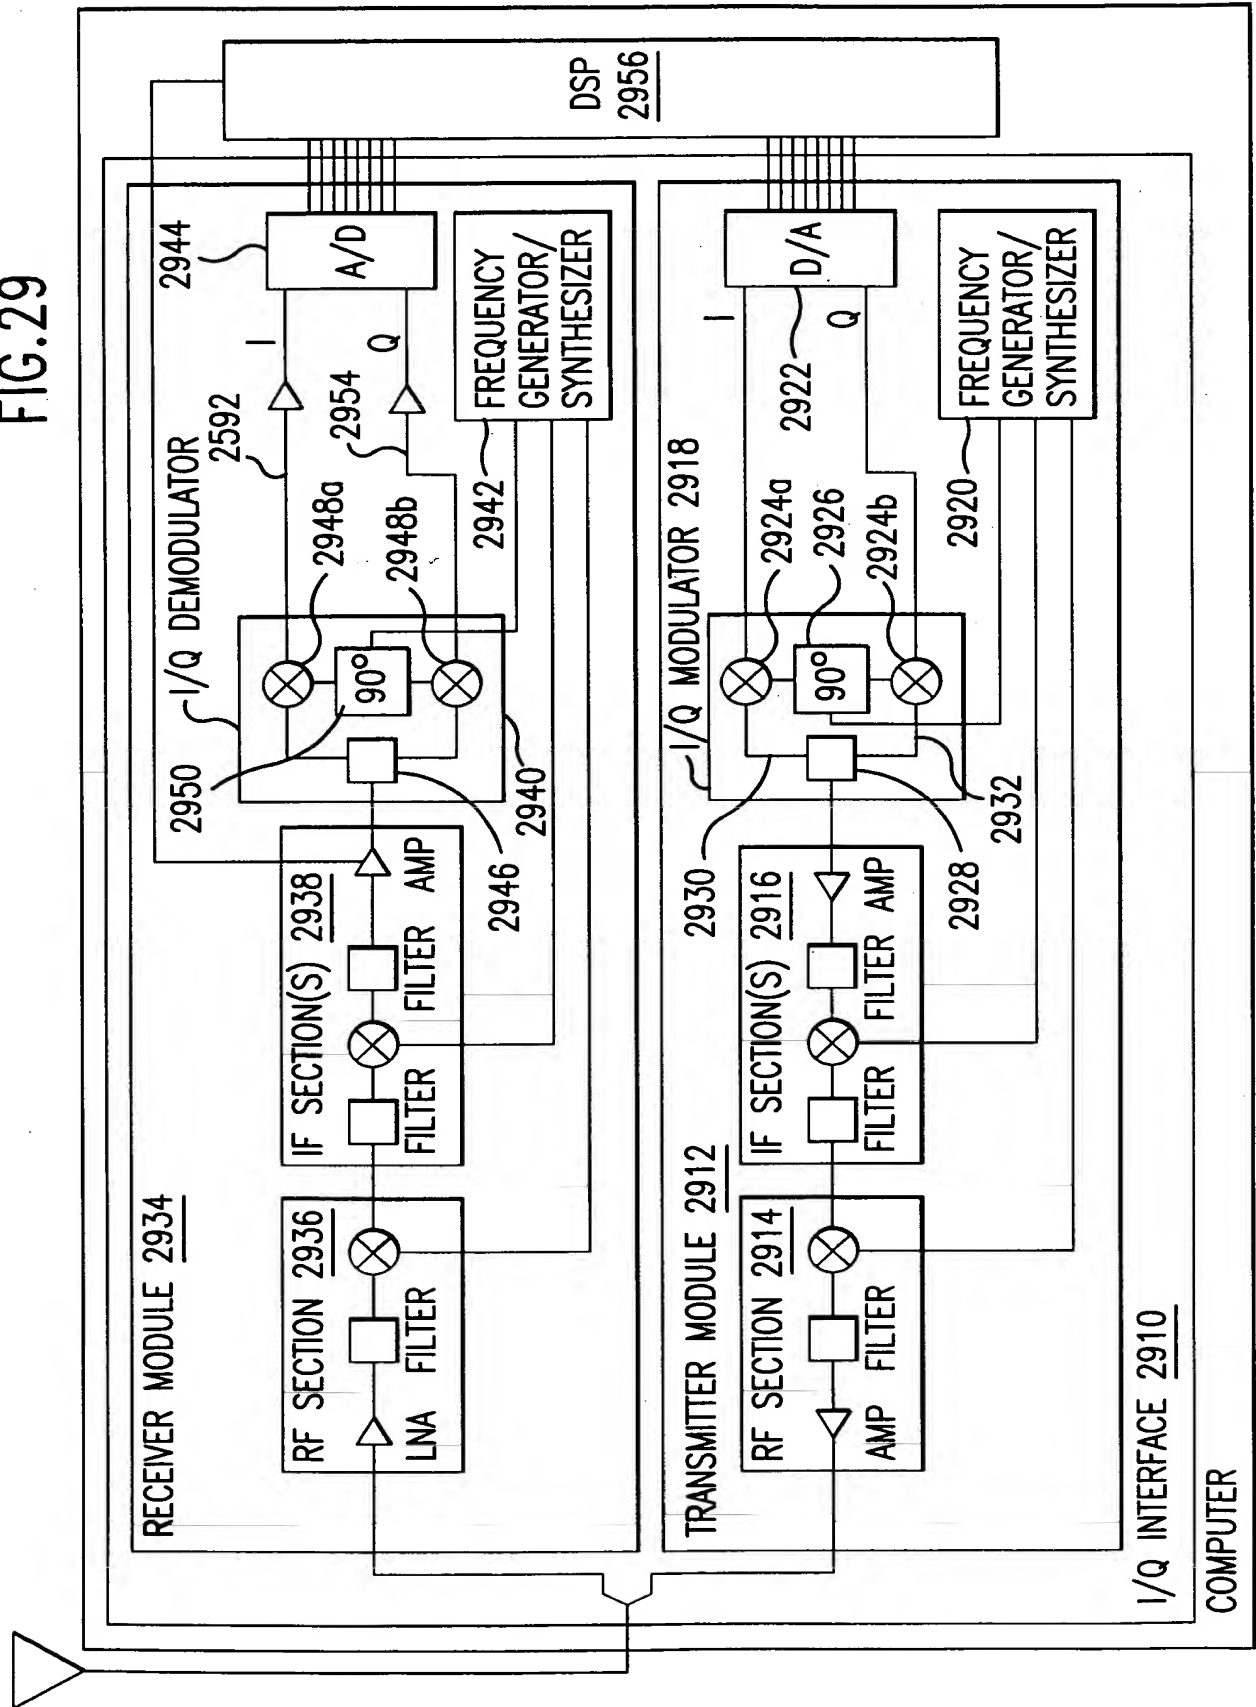 FIG.29
RECEIVER MODULE 2934
RF SECTION 2936
LNA
FILTER
IF SECTION(S) 2938
FILTER
FILTER
AMP
I/Q DEMODULATOR
2950
90°
2946
2940
2948a
2948b
2592
I
2954
Q
2944
A/D
2942
FREQUENCY
GENERATOR/
SYNTHESIZER
DSP
2956
TRANSMITTER MODULE 2912
RF SECTION 2914
AMP
FILTER
IF SECTION(S) 2916
FILTER
FILTER
AMP
I/Q MODULATOR 2918
2930
90°
2928
2932
2924a
2926
2924b
I
Q
2922
D/A
2920
FREQUENCY
GENERATOR/
SYNTHESIZER
I/Q INTERFACE 2910
COMPUTER